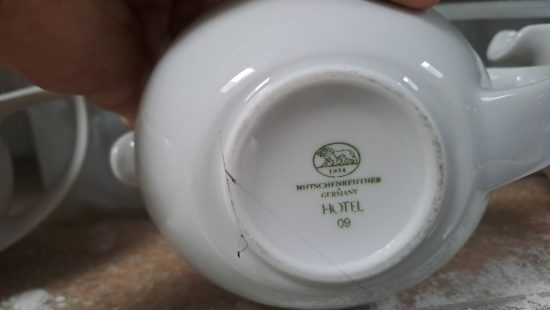 1814
HUTSCHENREUTHER
GERMANY
HOTEL
09